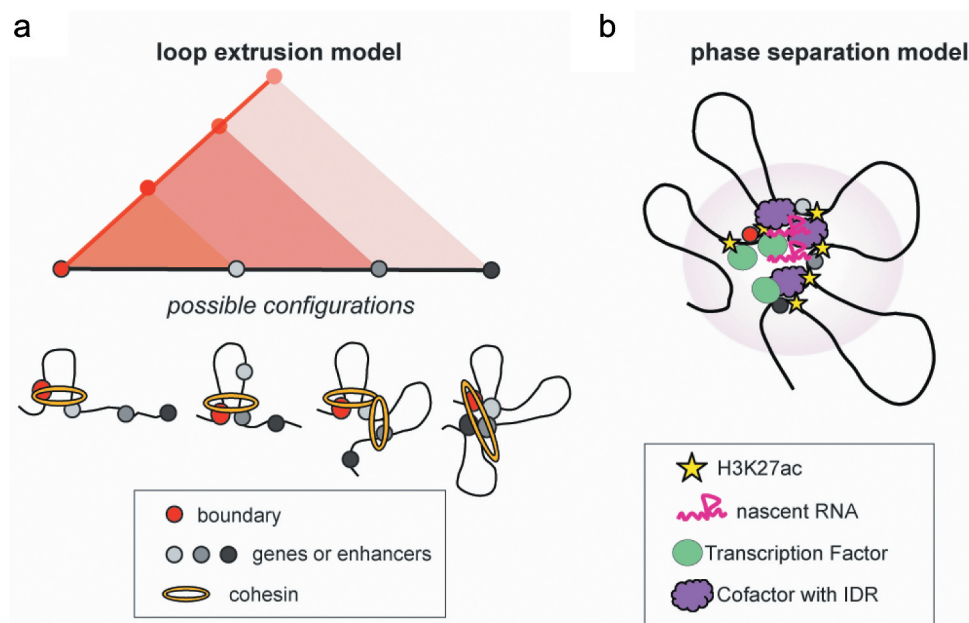 a
loop extrusion model
possible configurations
boundary
genes or enhancers
cohesin
b
phase separation model
H3K27ac
nascent RNA
Transcription Factor
Cofactor with IDR